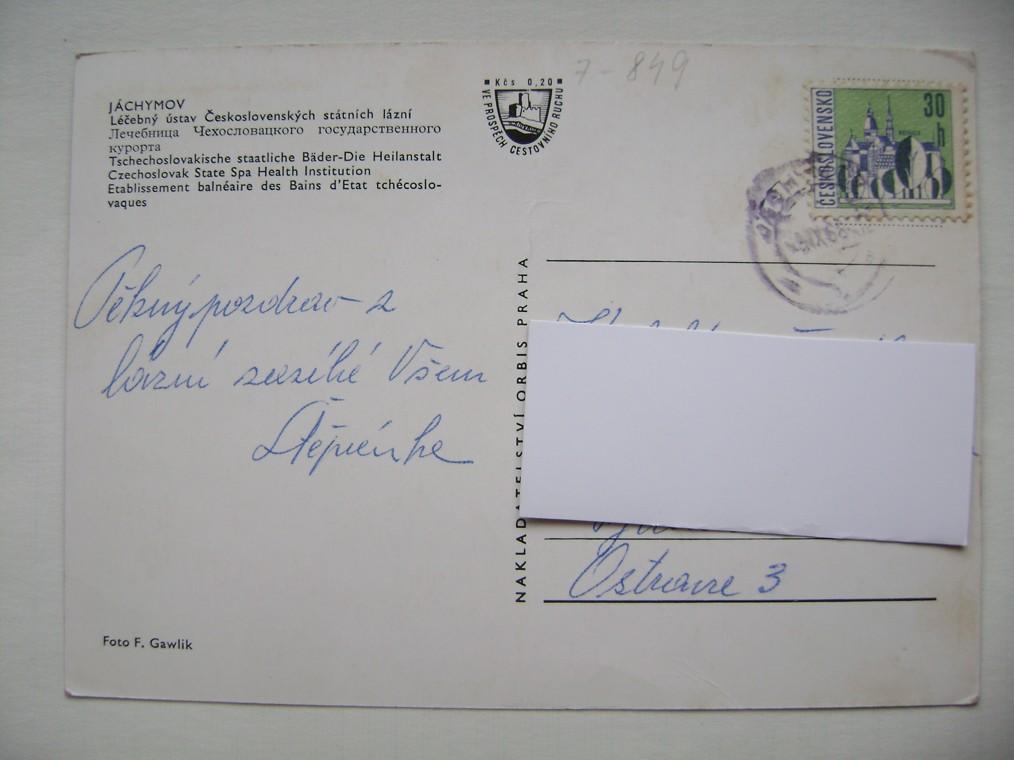 7-849
Kčs 0,20
VE PROSPĚCH CESTOVNÍHO RUCHU
30
h
ČESKOSLOVENSKO
JÁCHYMOV
Léčebný ústav Československých státních lázní
Лечебница Чехословацкого государственного
курорта
Tschechoslovakische staatliche Bäder-Die Heilanstalt
Czechoslovak State Spa Health Institution
Etablissement balnéaire des Bains d'Etat tchécoslo-
vaques
Pěkný pozdrav z
lázní zasílá Všem
Štěpánka
NAKLADATELSTVÍ ORBIS PRAHA
Ostrava 3
Foto F. Gawlik